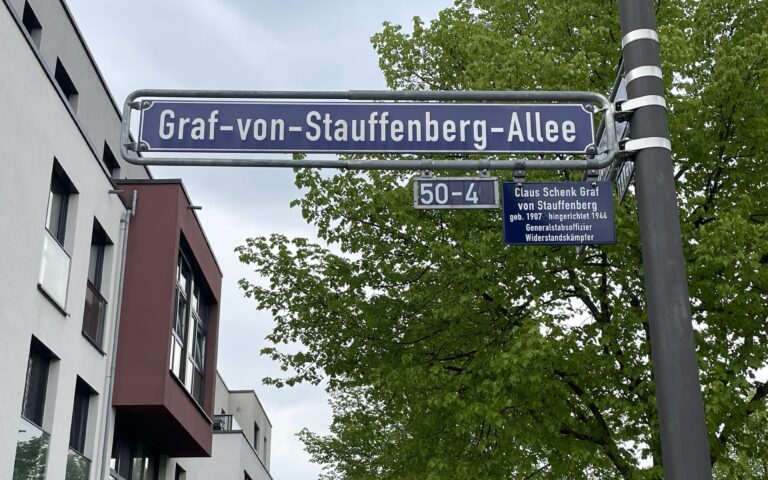 Graf-von-Stauffenberg-Allee
50-4
Claus Schenk Graf
von Stauffenberg
geb. 1907 hingerichtet 1944
Generalstabsoffizier
Widerstandskämpfer